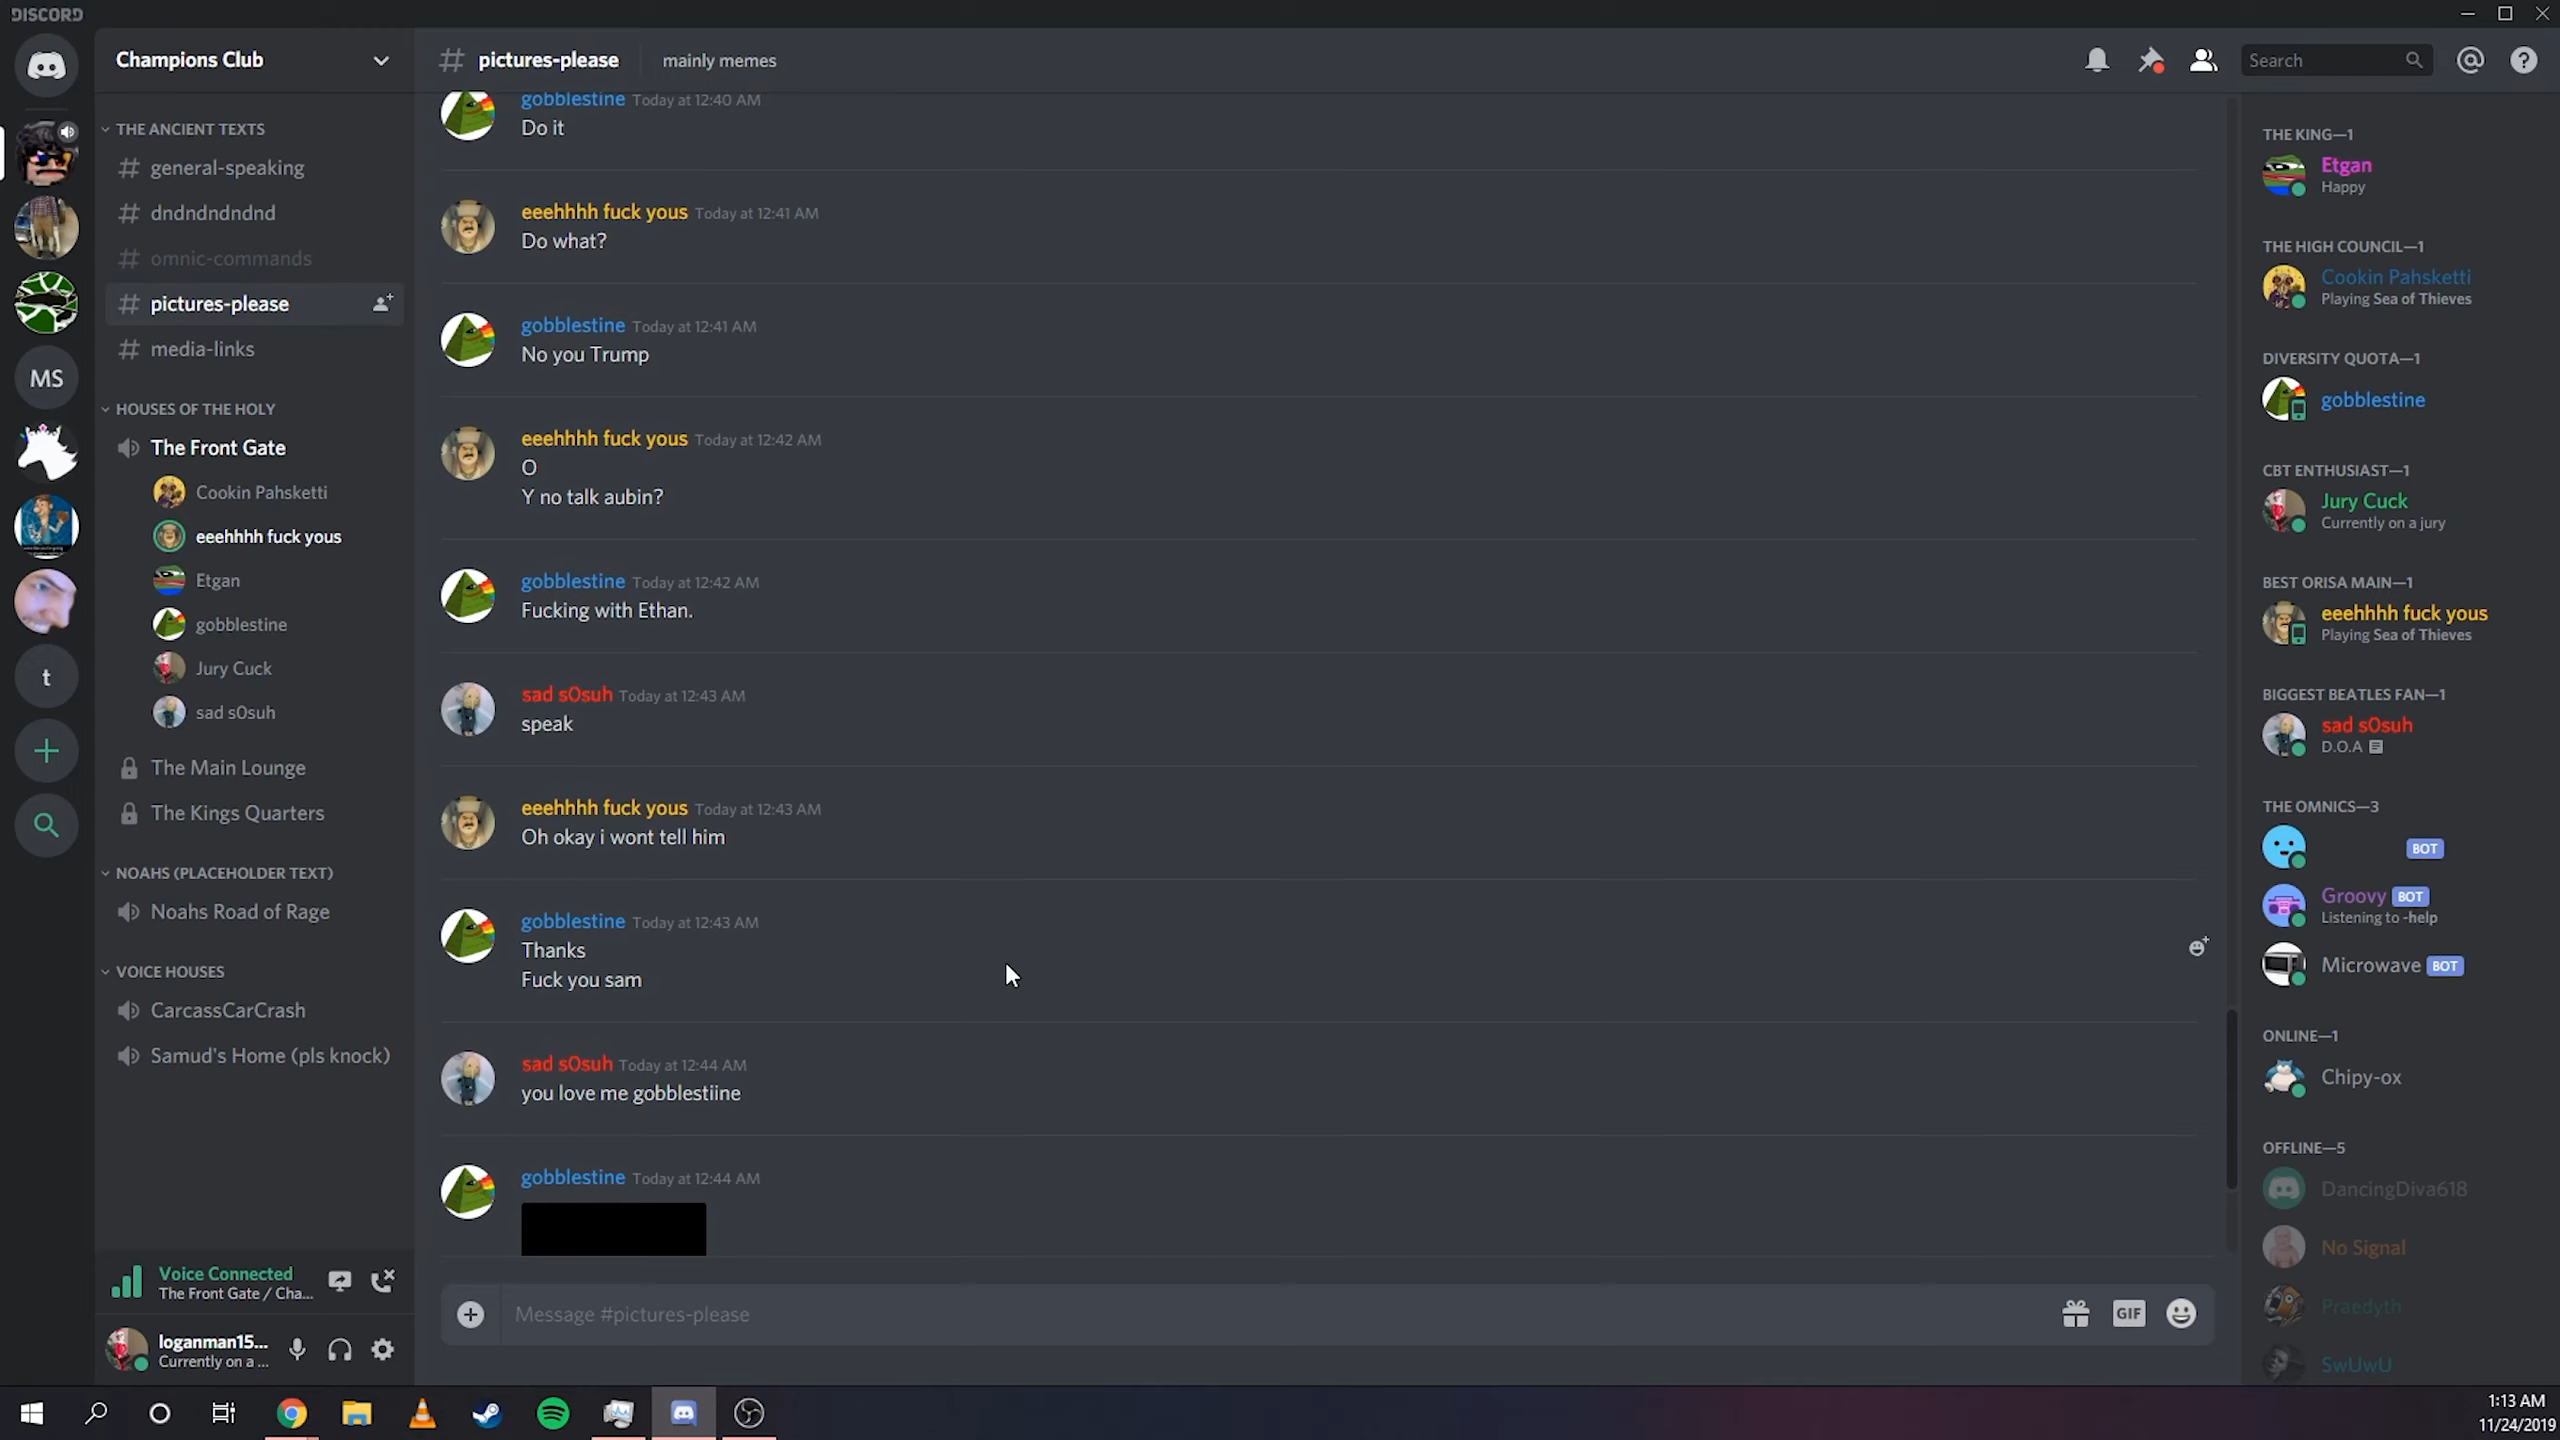 DISCORD
Champions Club
pictures-please
mainly memes
Search
THE ANCIENT TEXTS
general-speaking
dndndndndnd
omnic-commands
pictures-please
media-links
MS
HOUSES OF THE HOLY
The Front Gate
Cookin Pahsketti
eeehhhh fuck yous
Etgan
gobblestine
Jury Cuck
sad s0suh
t
The Main Lounge
The Kings Quarters
NOAHS (PLACEHOLDER TEXT)
Noahs Road of Rage
VOICE HOUSES
CarcassCarCrash
Samud's Home (pls knock)
Voice Connected
The Front Gate / Cha...
loganman15...
Currently on a ...
gobblestine Today at 12:40 AM
Do it
eeehhhh fuck yous Today at 12:41 AM
Do what?
gobblestine Today at 12:41 AM
No you Trump
eeehhhh fuck yous Today at 12:42 AM
O
Y no talk aubin?
gobblestine Today at 12:42 AM
Fucking with Ethan.
sad s0suh Today at 12:43 AM
speak
eeehhhh fuck yous Today at 12:43 AM
Oh okay i wont tell him
gobblestine Today at 12:43 AM
Thanks
Fuck you sam
sad s0suh Today at 12:44 AM
you love me gobblestiine
gobblestine Today at 12:44 AM
Message #pictures-please
GIF
THE KING—1
Etgan
Happy
THE HIGH COUNCIL—1
Cookin Pahsketti
Playing Sea of Thieves
DIVERSITY QUOTA—1
gobblestine
CBT ENTHUSIAST—1
Jury Cuck
Currently on a jury
BEST ORISA MAIN—1
eeehhhh fuck yous
Playing Sea of Thieves
BIGGEST BEATLES FAN—1
sad s0suh
D.O.A
THE OMNICS—3
BOT
Groovy BOT
Listening to -help
Microwave BOT
ONLINE—1
Chipy-ox
OFFLINE—5
DancingDiva618
No Signal
Praedyth
SwUwU
1:13 AM
11/24/2019